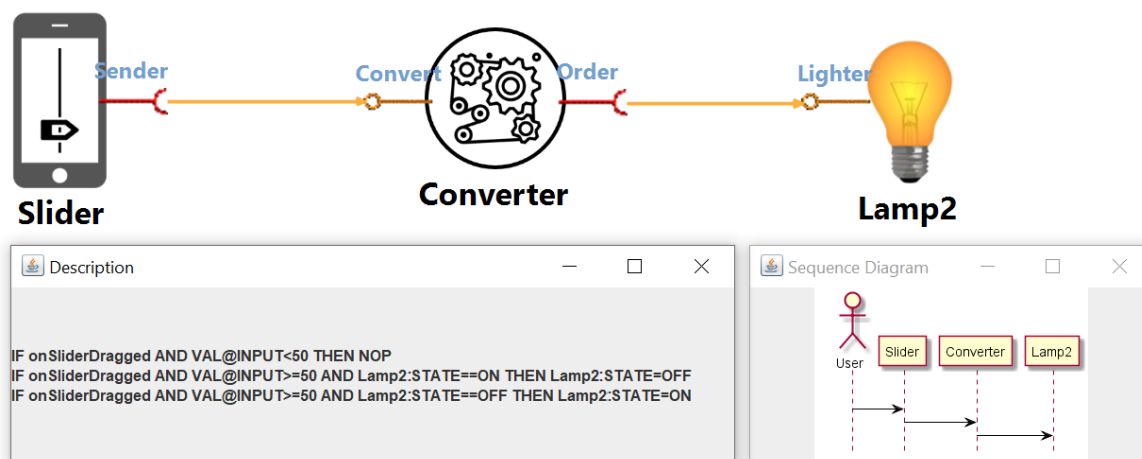 Sender
Convert
Order
Lighter
Slider
Converter
Lamp2
Description
IF onSliderDragged AND VAL@INPUT<50 THEN NOP
IF onSliderDragged AND VAL@INPUT>=50 AND Lamp2:STATE==ON THEN Lamp2:STATE=OFF
IF onSliderDragged AND VAL@INPUT>=50 AND Lamp2:STATE==OFF THEN Lamp2:STATE=ON
Sequence Diagram
User
Slider
Converter
Lamp2